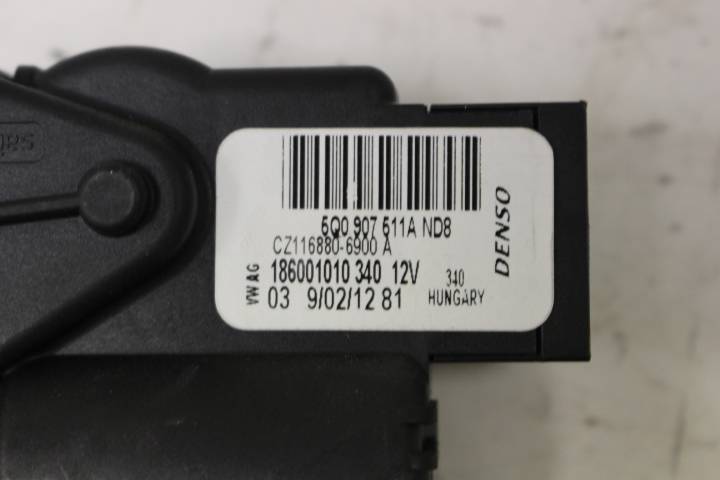 5Q0 907 511A ND8
CZ116880-6900 A
186001010 340 12V
03 9/02/12 81
VW AG
340
HUNGARY
DENSO